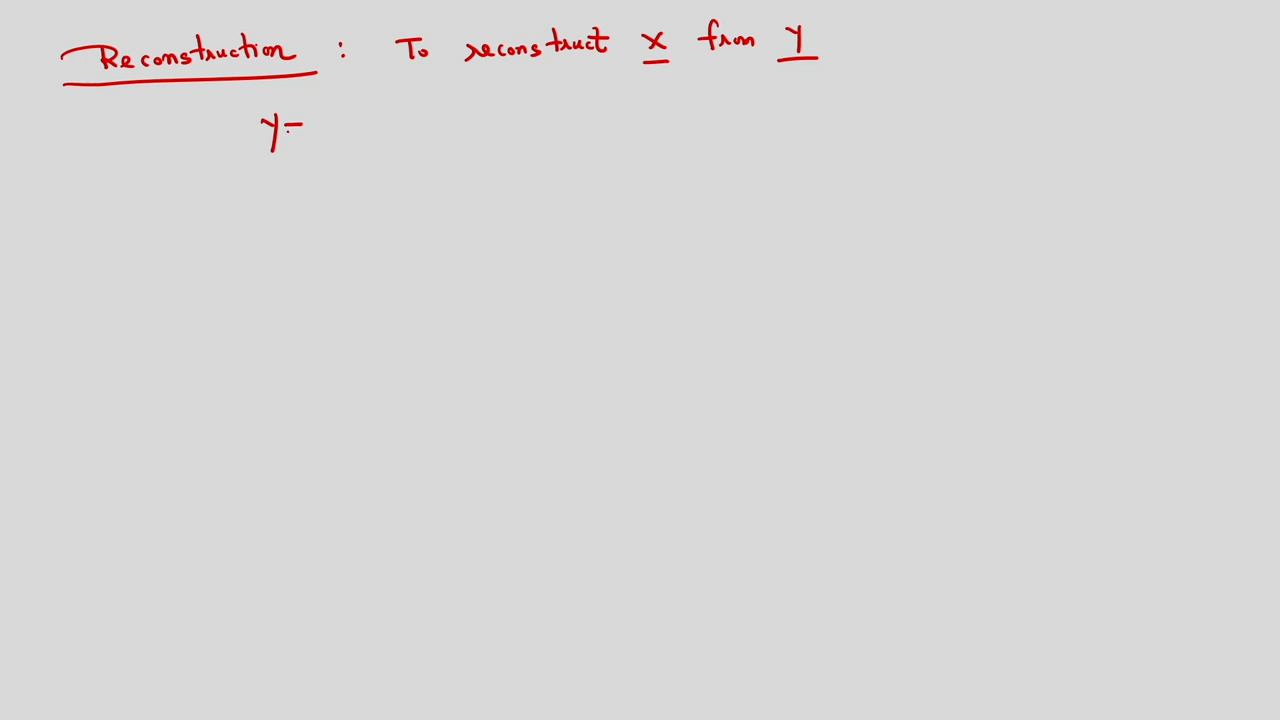 Reconstruction : To reconstruct x from y
y=